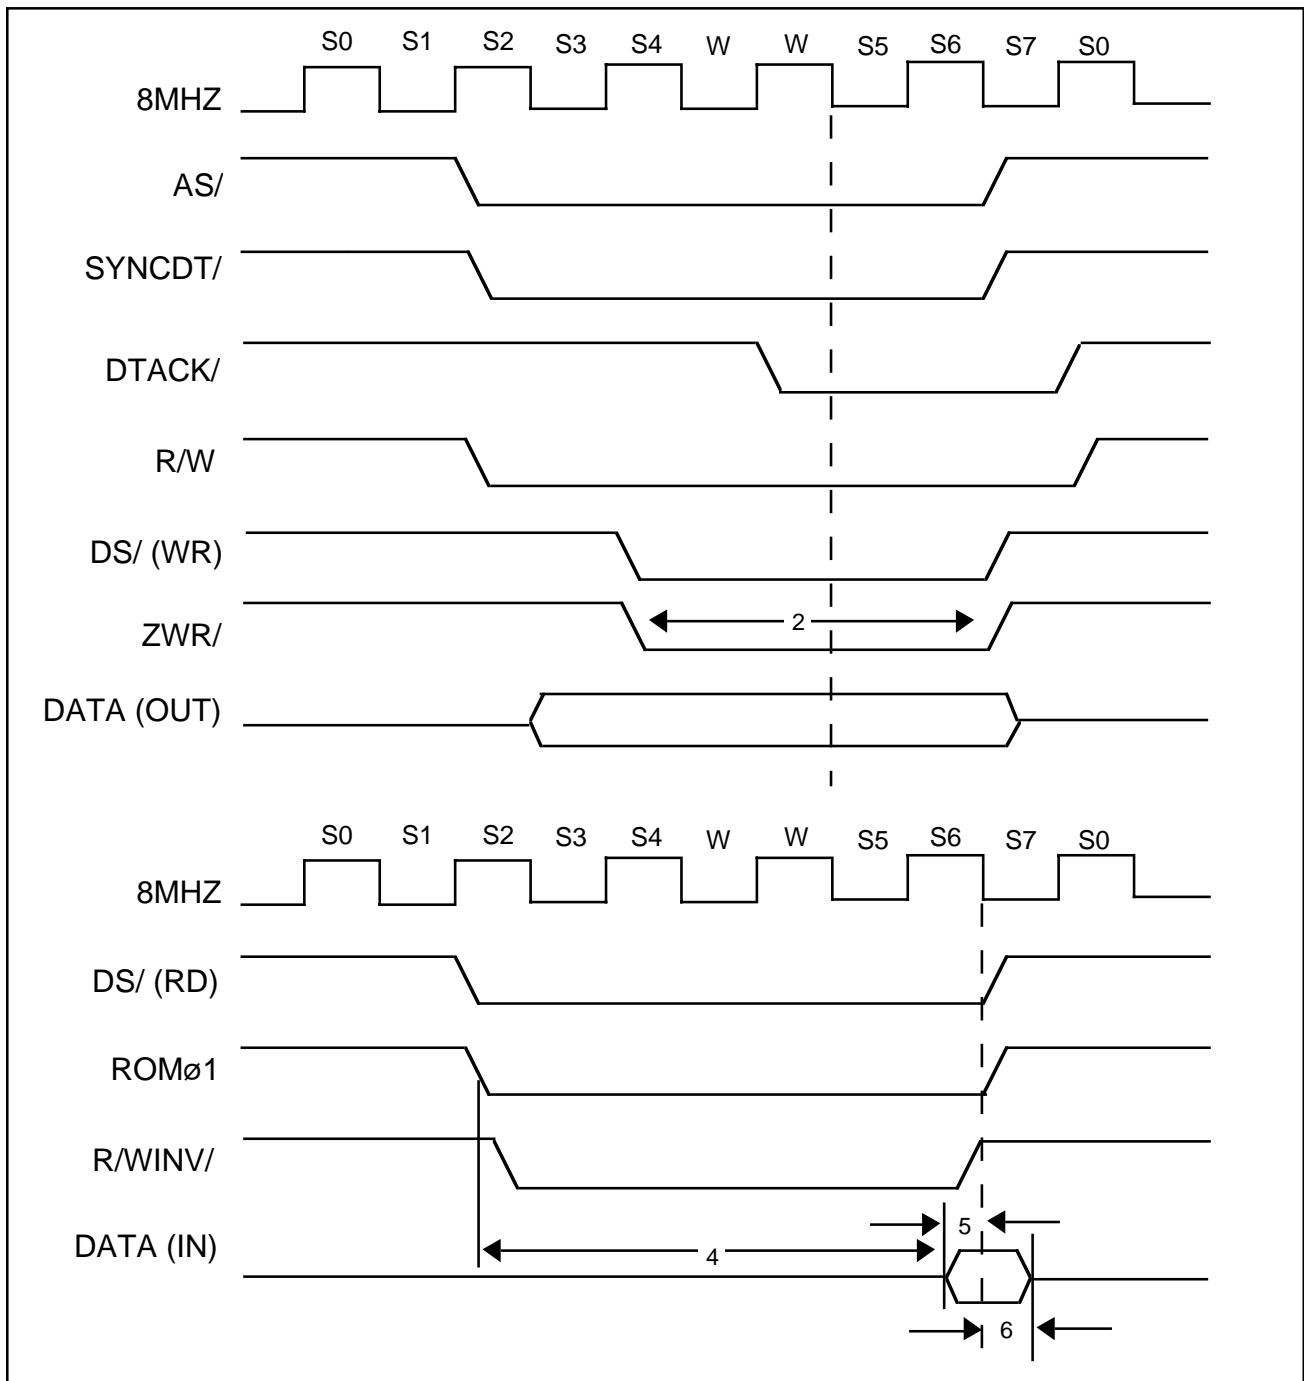 S0 S1 S2 S3 S4 W W S5 S6 S7 S0
8MHZ
AS/
SYNCDT/
DTACK/
R/W
DS/ (WR)
ZWR/
2
DATA (OUT)
S0 S1 S2 S3 S4 W W S5 S6 S7 S0
8MHZ
DS/ (RD)
ROMø1
R/WINV/
5
DATA (IN)
4
6